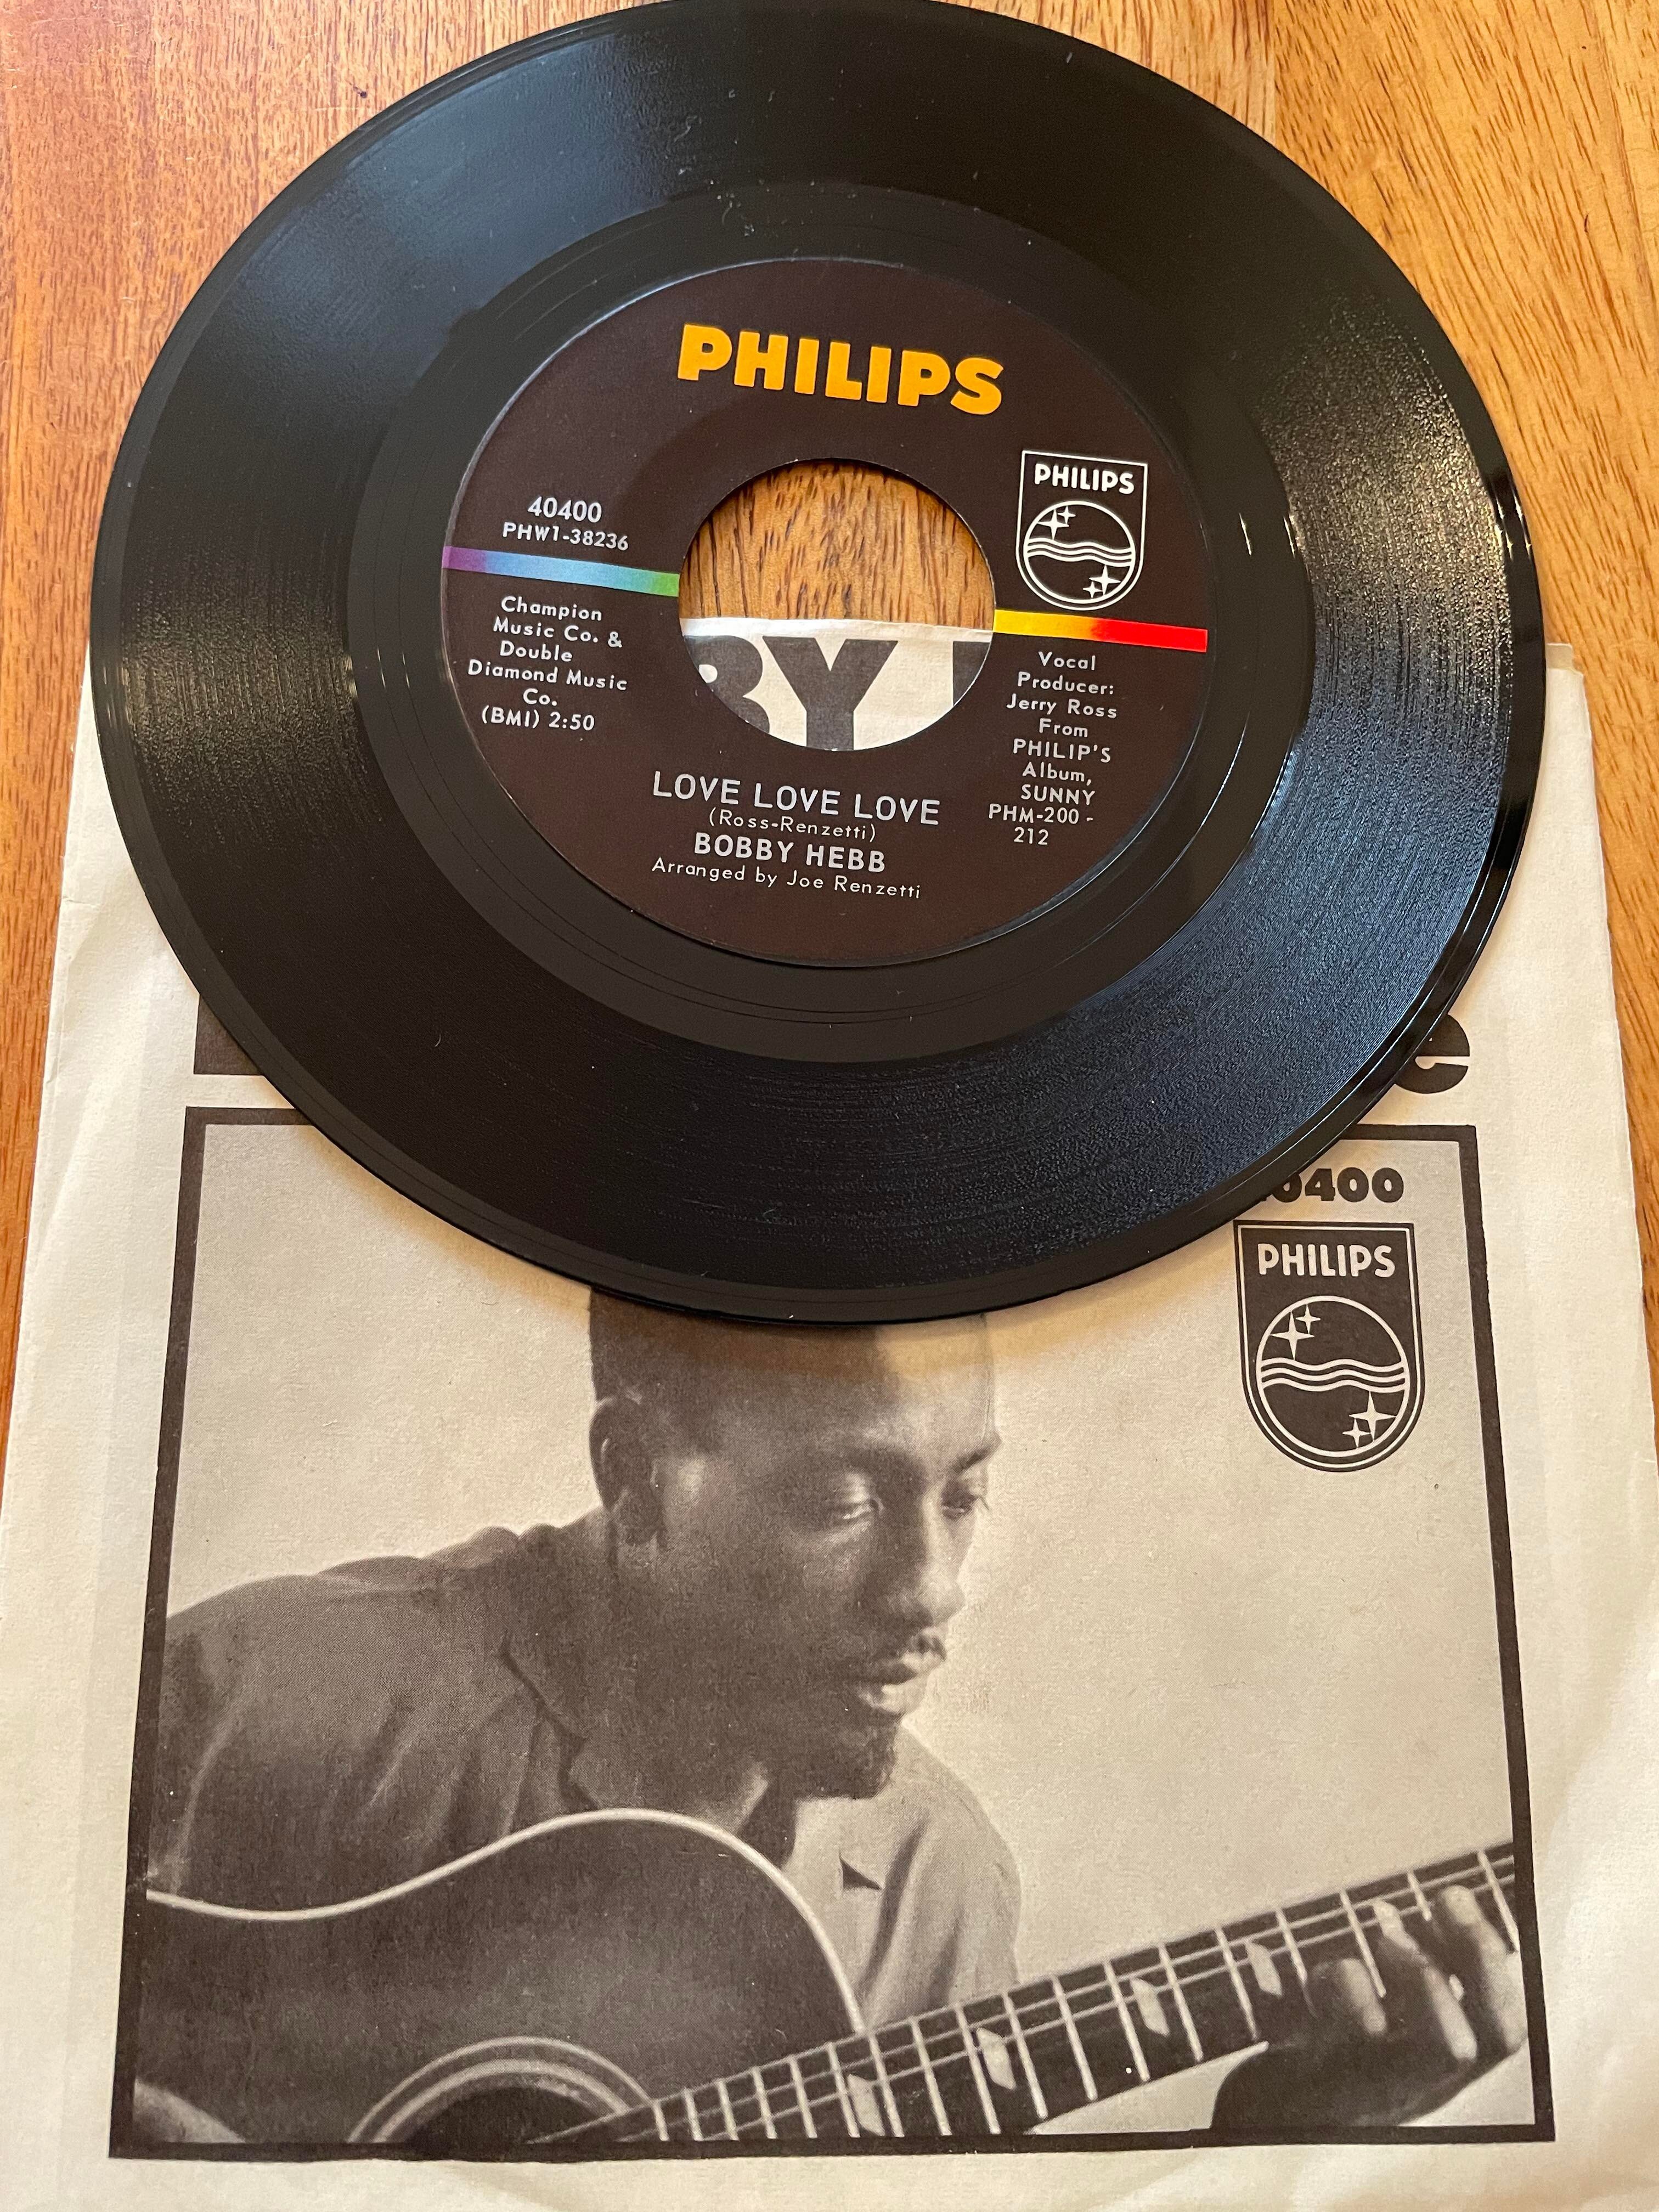 PHILIPS
PHILIPS
40400
PHW1-38236
Champion
Music Co. &
Double
Diamond Music
Co.
(BMI) 2:50
Vocal
Producer:
Jerry Ross
From
PHILIP'S
Album,
SUNNY
PHM-200-
212
BY
LOVE LOVE LOVE
(Ross-Renzetti)
BOBBY HEBB
Arranged by Joe Renzetti
e
0400
PHILIPS